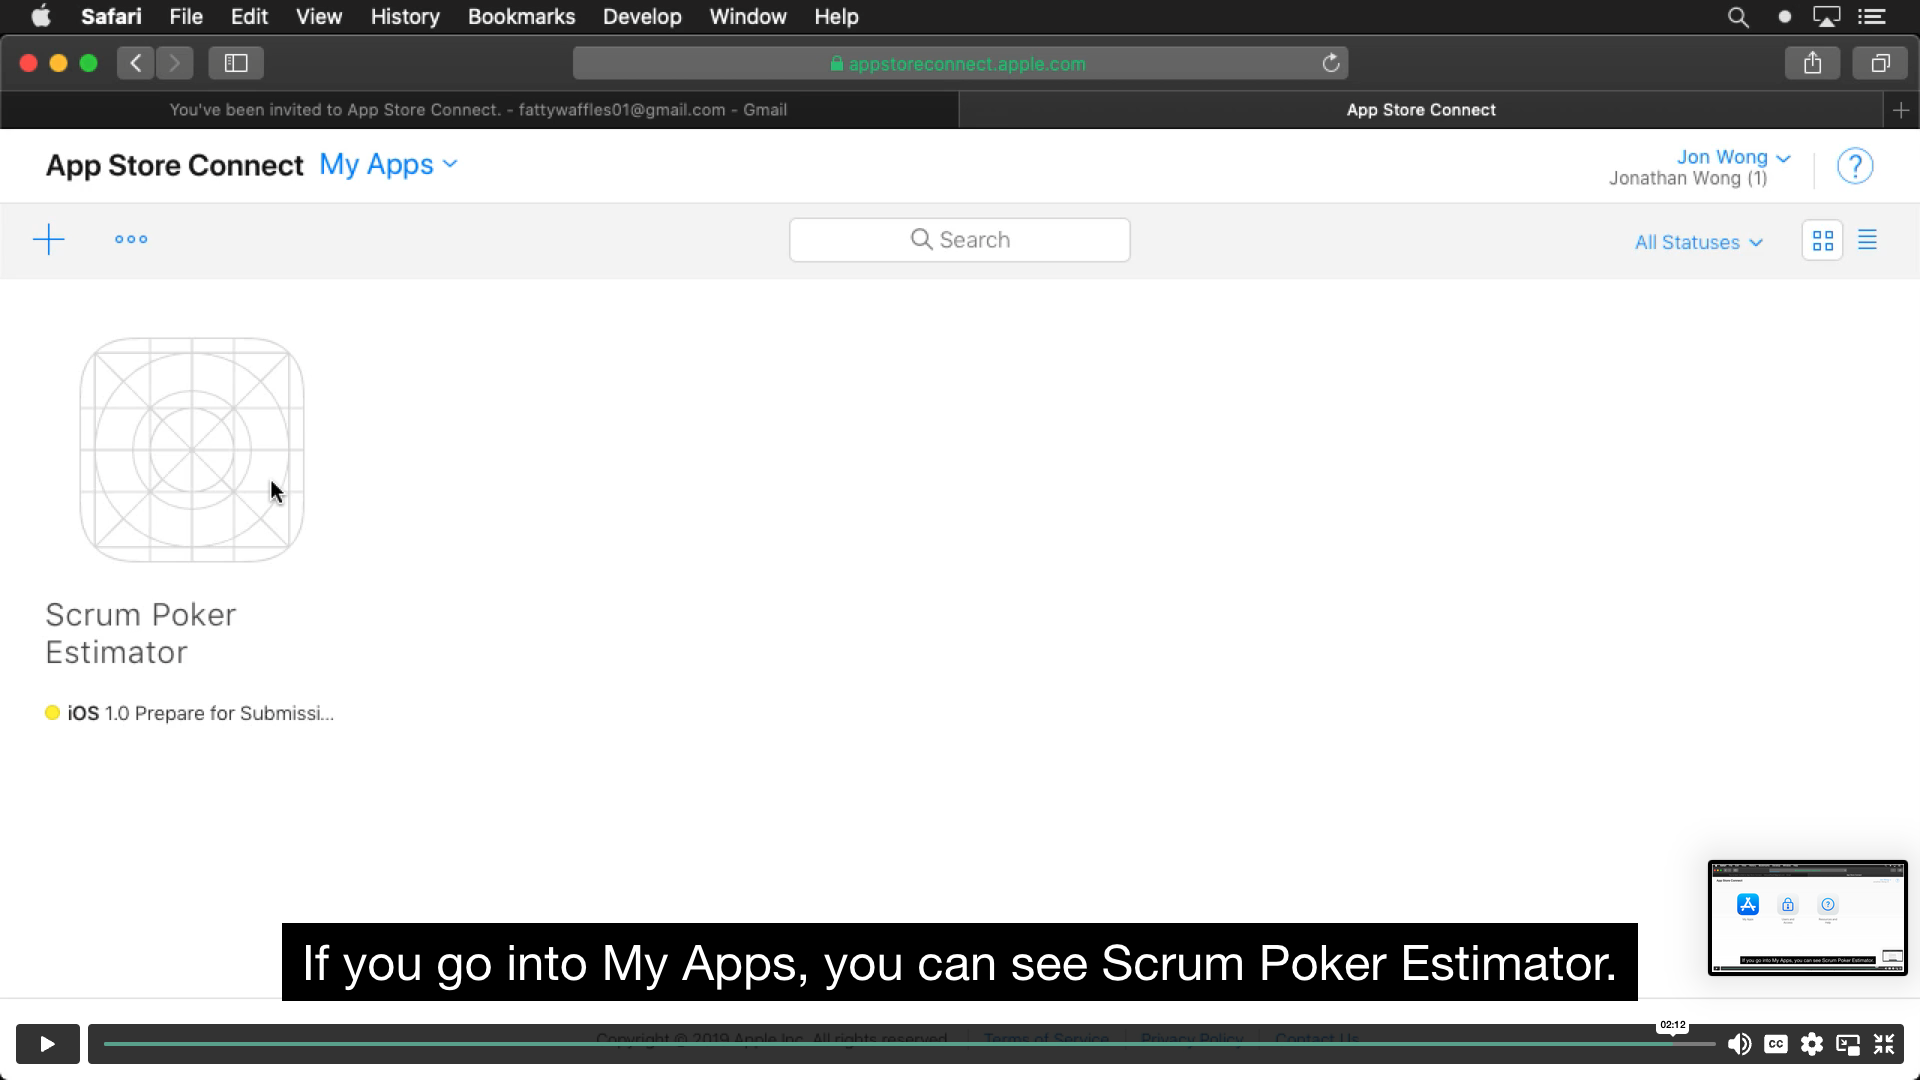 Safari File Edit View History Bookmarks Develop Window Help
appstoreconnect.apple.com
You've been invited to App Store Connect. - fattywaffles01@gmail.com - Gmail
App Store Connect
App Store Connect My Apps
Jon Wong
Jonathan Wong (1)
?
Search
All Statuses
Scrum Poker
Estimator
iOS 1.0 Prepare for Submissi...
If you go into My Apps, you can see Scrum Poker Estimator.
Copyright © 2019 Apple Inc. All rights reserved. Terms of Service Privacy Policy Contact Us
02:12
CC